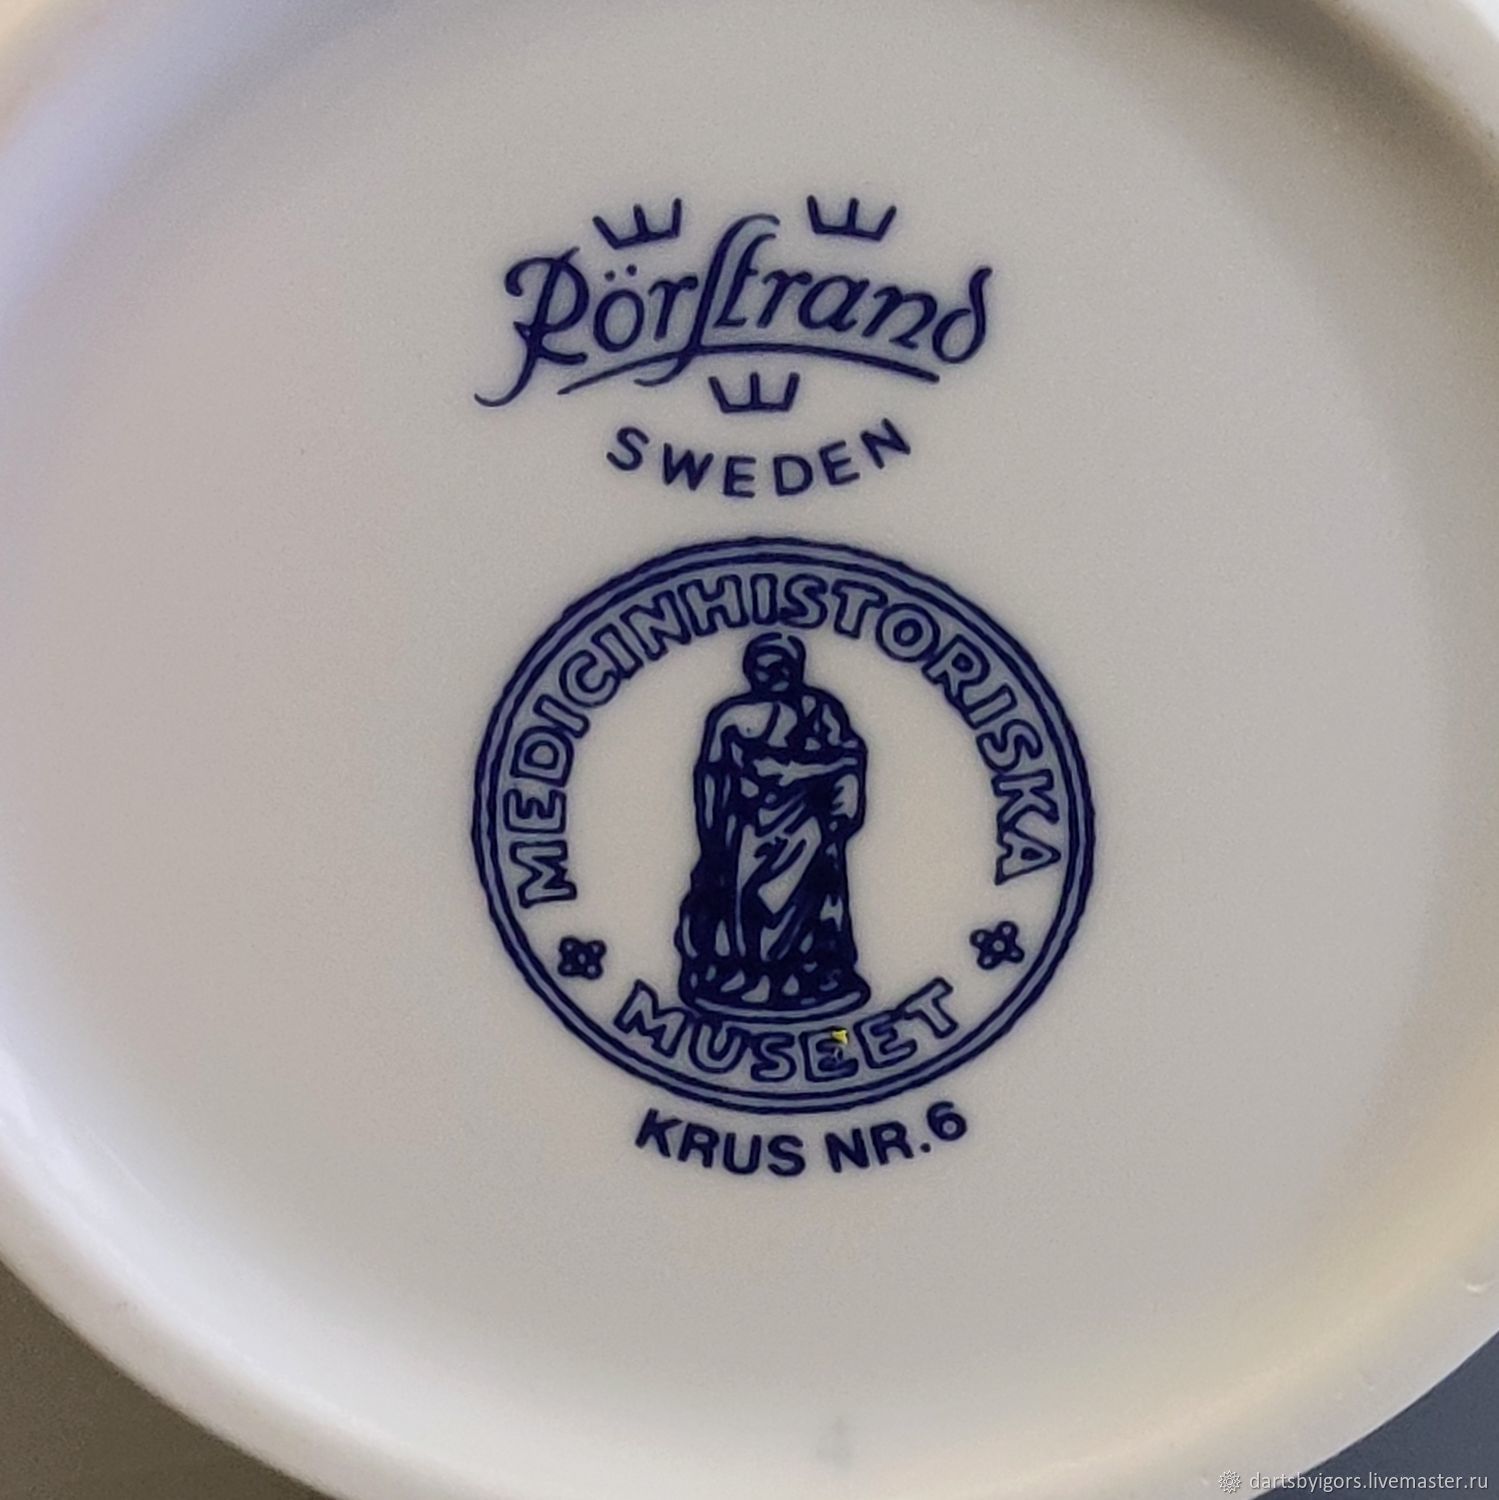 Rörstrand
SWEDEN
MEDICINHISTORISKA
MUSEET
KRUS NR.6
dartsbyigors.livemaster.ru